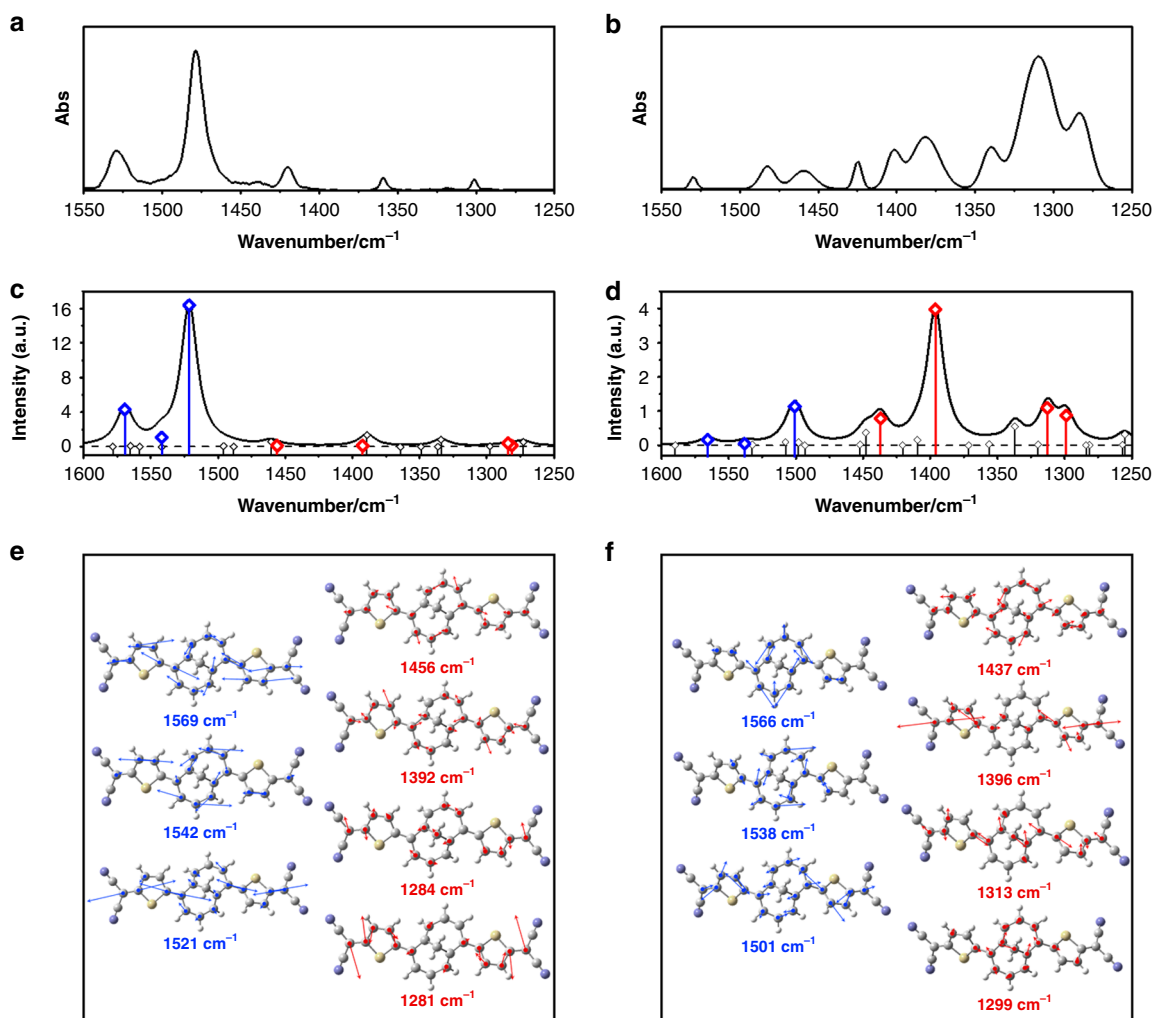 a
Abs
1550 1500 1450 1400 1350 1300 1250
Wavenumber/cm⁻¹
b
Abs
1550 1500 1450 1400 1350 1300 1250
Wavenumber/cm⁻¹
c
Intensity (a.u.)
16
12
8
4
0
1600 1550 1500 1450 1400 1350 1300 1250
Wavenumber/cm⁻¹
d
Intensity (a.u.)
4
3
2
1
0
1600 1550 1500 1450 1400 1350 1300 1250
Wavenumber/cm⁻¹
e
1569 cm⁻¹
1542 cm⁻¹
1521 cm⁻¹
1456 cm⁻¹
1392 cm⁻¹
1284 cm⁻¹
1281 cm⁻¹
f
1566 cm⁻¹
1538 cm⁻¹
1501 cm⁻¹
1437 cm⁻¹
1396 cm⁻¹
1313 cm⁻¹
1299 cm⁻¹